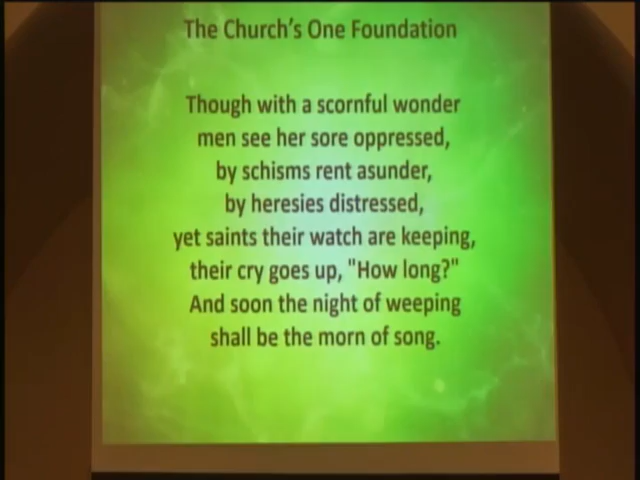 The Church's One Foundation
Though with a scornful wonder
men see her sore oppressed,
by schisms rent asunder,
by heresies distressed,
yet saints their watch are keeping,
their cry goes up, "How long?"
And soon the night of weeping
shall be the morn of song.